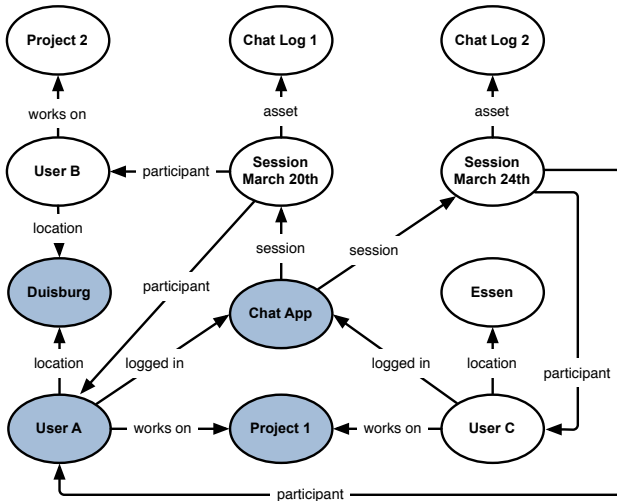 Project 2
Chat Log 1
Chat Log 2
works on
asset
asset
User B
participant
Session
March 20th
Session
March 24th
location
session
session
participant
Duisburg
Chat App
Essen
location
logged in
logged in
location
participant
User A
works on
Project 1
works on
User C
participant